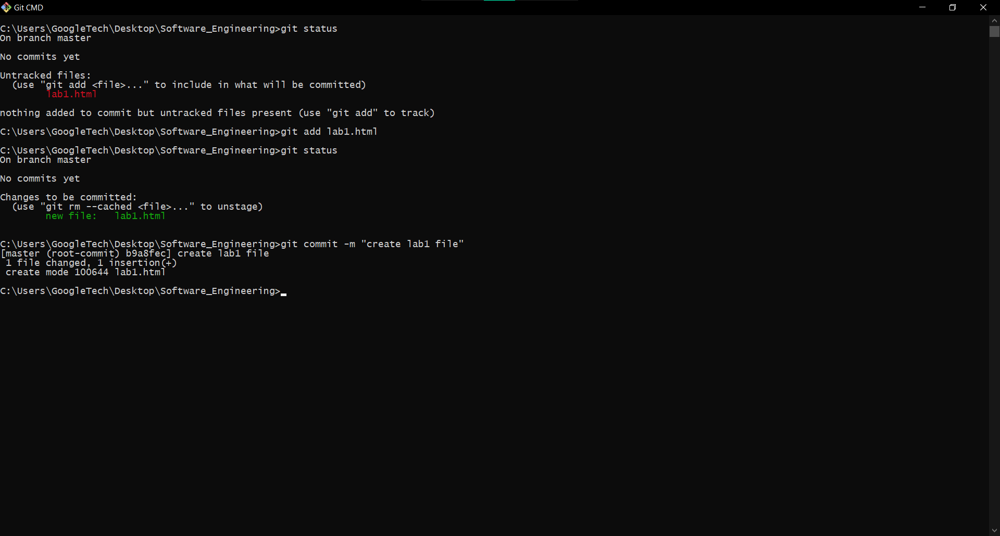 Git CMD
C:\Users\GoogleTech\Desktop\Software_Engineering>git status
On branch master
No commits yet
Untracked files:
  (use "git add <file>..." to include in what will be committed)
        lab1.html
nothing added to commit but untracked files present (use "git add" to track)
C:\Users\GoogleTech\Desktop\Software_Engineering>git add lab1.html
C:\Users\GoogleTech\Desktop\Software_Engineering>git status
On branch master
No commits yet
Changes to be committed:
  (use "git rm --cached <file>..." to unstage)
        new file:   lab1.html
C:\Users\GoogleTech\Desktop\Software_Engineering>git commit -m "create lab1 file"
[master (root-commit) b9a8fec] create lab1 file
 1 file changed, 1 insertion(+)
 create mode 100644 lab1.html
C:\Users\GoogleTech\Desktop\Software_Engineering>